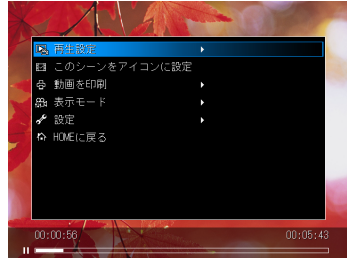 再生設定
このシーンをアイコンに設定
動画を印刷
表示モード
設定
HOMEに戻る
00:00:56 00:05:43